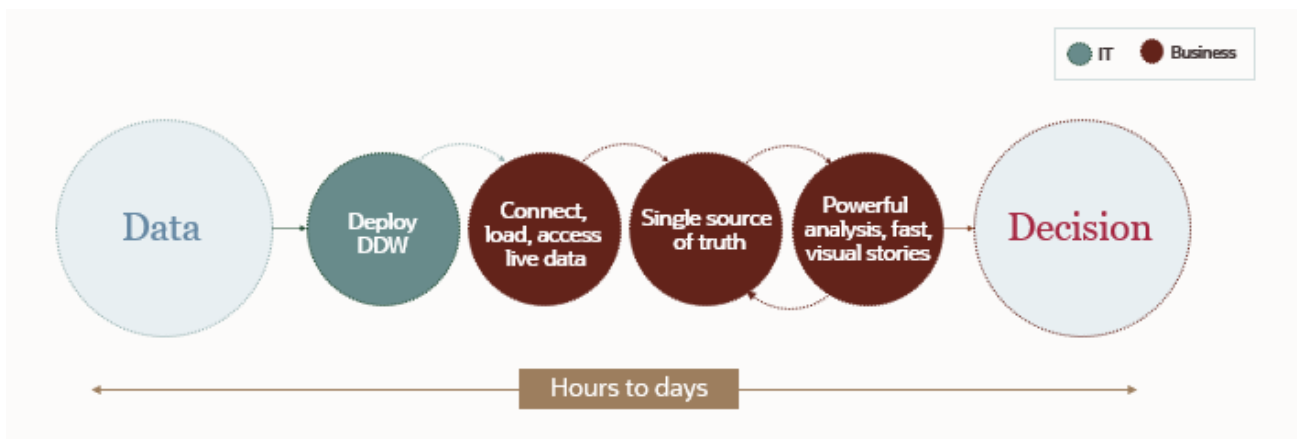 IT
Business
Data
Deploy
DDW
Connect,
load, access
live data
Single source
of truth
Powerful
analysis, fast,
visual stories
Decision
Hours to days